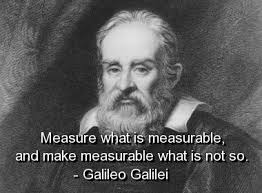 Measure what is measurable,
and make measurable what is not so.
- Galileo Galilei